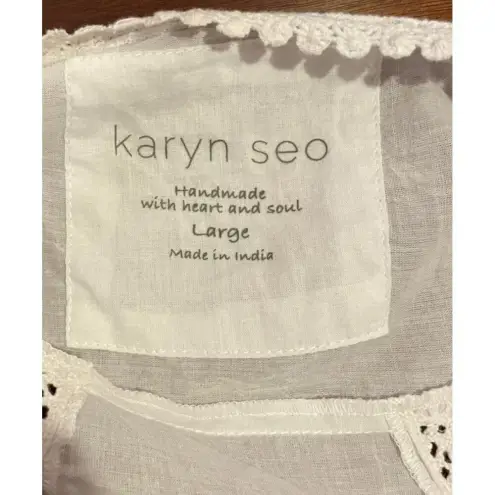 karyn seo
Handmade
with heart and soul
Large
Made in India